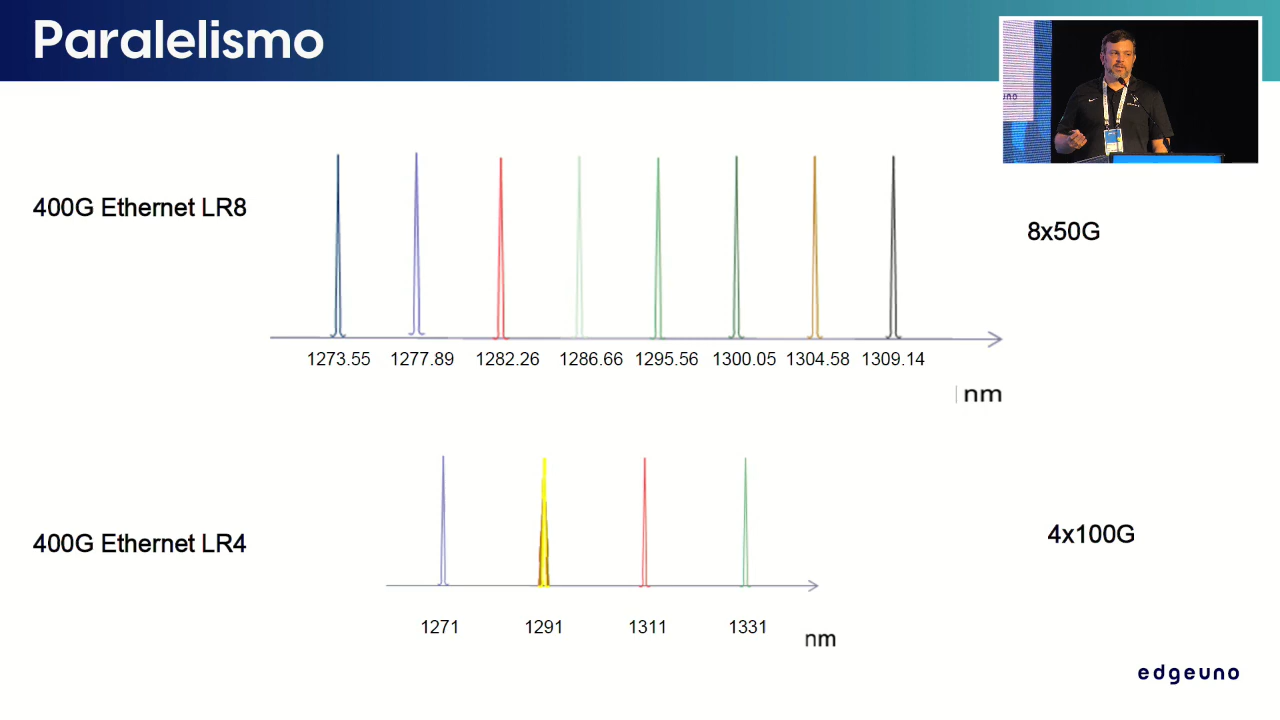 Paralelismo
uno
400G Ethernet LR8
8x50G
1273.55 1277.89 1282.26 1286.66 1295.56 1300.05 1304.58 1309.14
nm
400G Ethernet LR4
4x100G
1271 1291 1311 1331
nm
edgeuno